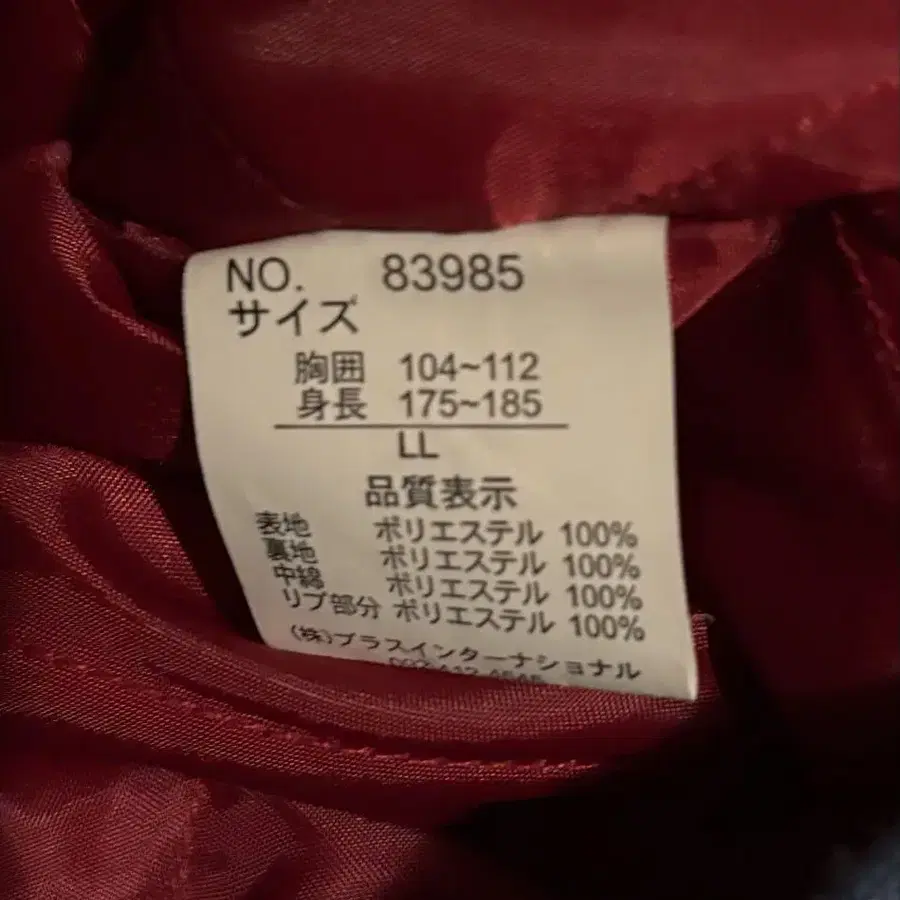 NO. 83985
サイズ
胸囲 104~112
身長 175~185
LL
品質表示
表地 ポリエステル 100%
裏地 ポリエステル 100%
中綿 ポリエステル 100%
リブ部分 ポリエステル 100%
(株)プラスインターナショナル